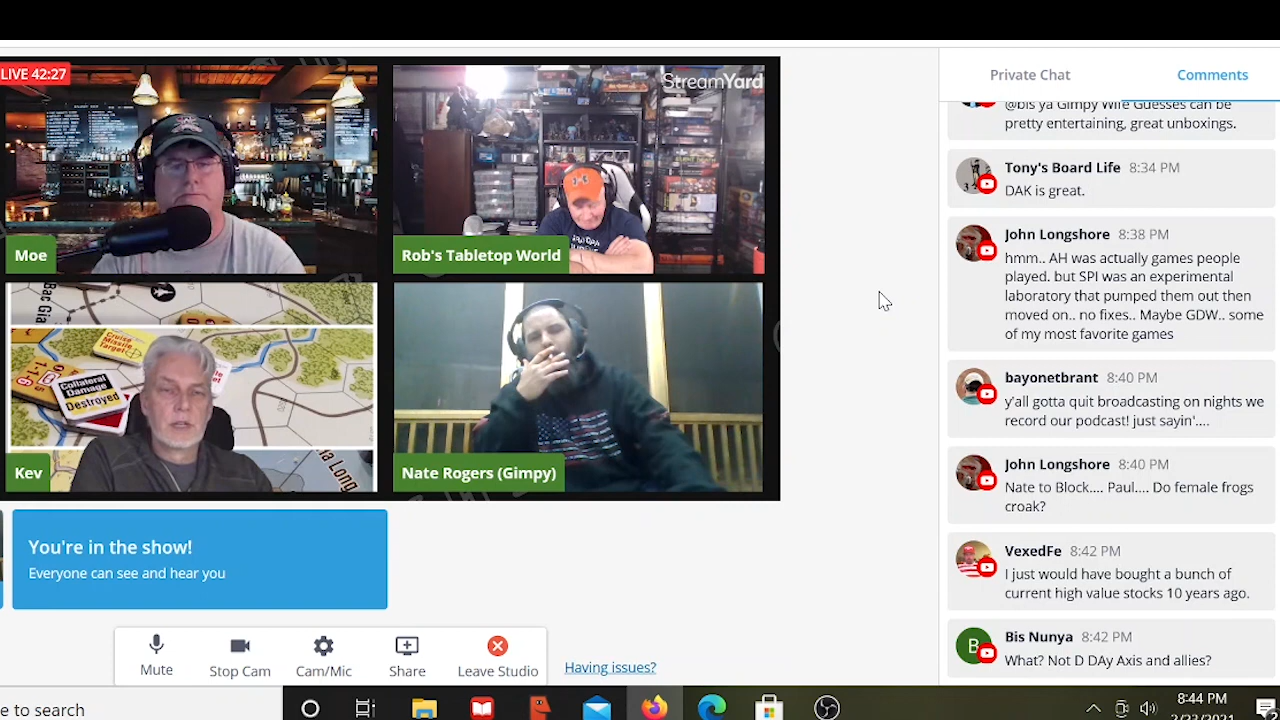 LIVE 42:27
StreamYard
Moe
Rob's Tabletop World
Bac Gia
Cruise Missile
Target
Collateral
Damage
Destroyed
Kev
Nate Rogers (Gimpy)
You're in the show!
Everyone can see and hear you
Mute
Stop Cam
Cam/Mic
Share
Leave Studio
Having issues?
Private Chat
Comments
@bis ya Gimpy Wife Guesses can be
pretty entertaining, great unboxings.
Tony's Board Life 8:34 PM
DAK is great.
John Longshore 8:38 PM
hmm.. AH was actually games people
played. but SPI was an experimental
laboratory that pumped them out then
moved on.. no fixes.. Maybe GDW.. some
of my most favorite games
bayonetbrant 8:40 PM
y'all gotta quit broadcasting on nights we
record our podcast! just sayin'....
John Longshore 8:40 PM
Nate to Block.... Paul.... Do female frogs
croak?
VexedFe 8:42 PM
I just would have bought a bunch of
current high value stocks 10 years ago.
B
Bis Nunya 8:42 PM
What? Not D DAy Axis and allies?
e to search
8:44 PM
2/23/2021